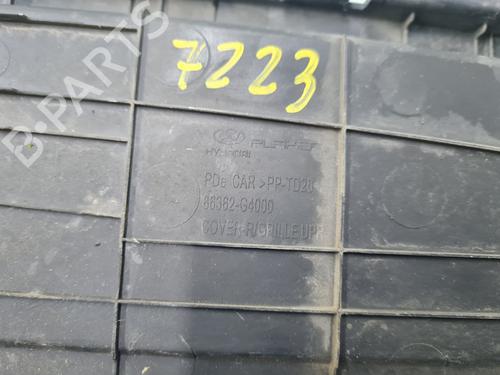 7223
HYUNDAI
PDe CAR >PP-TD20
86362-G4000
COVER-R/GRILLE UPR
B-PARTS